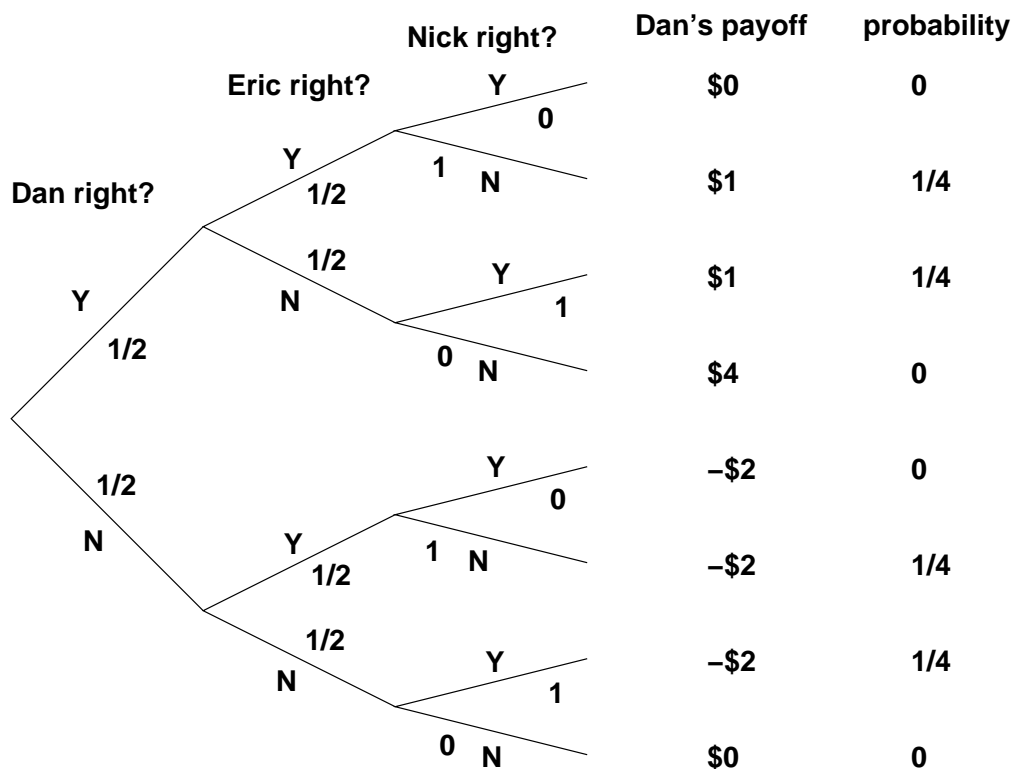 Nick right?
Dan's payoff
probability
Eric right?
Y
$0
0
0
Y
1
N
$1
1/4
Dan right?
1/2
1/2
Y
$1
1/4
Y
N
1
1/2
0
N
$4
0
Y
–$2
0
1/2
0
N
Y
1
N
–$2
1/4
1/2
1/2
Y
–$2
1/4
N
1
0
N
$0
0